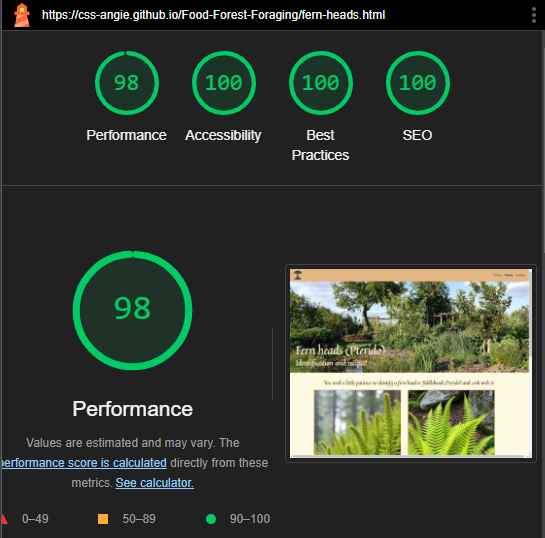 https://css-angie.github.io/Food-Forest-Foraging/fern-heads.html
98
100
100
100
Performance
Accessibility
Best
Practices
SEO
98
Performance
Values are estimated and may vary. The
performance score is calculated directly from these
metrics. See calculator.
0–49
50–89
90–100
Fern heads (Pterido)
Identification and recipes!
You need a little patience to identify a fern head or fiddlehead (Pterido) and cook with it.